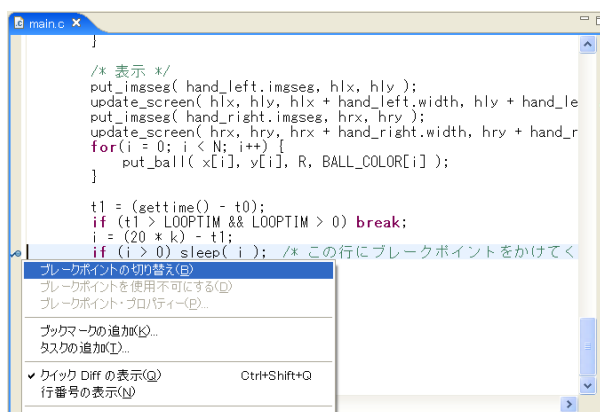 main.c
}
/* 表示 */
put_imgseg( hand_left.imgseg, hlx, hly );
update_screen( hlx, hly, hlx + hand_left.width, hly + hand_le
put_imgseg( hand_right.imgseg, hrx, hry );
update_screen( hrx, hry, hrx + hand_right.width, hry + hand_r
for(i = 0; i < N; i++) {
put_ball( x[i], y[i], R, BALL_COLOR[i] );
}
t1 = (gettime() - t0);
if (t1 > LOOPTIM && LOOPTIM > 0) break;
i = (20 * k) - t1;
if (i > 0) sleep( i ); /* この行にブレークポイントをかけてく
ブレークポイントの切り替え(B)
ブレークポイントを使用不可にする(D)
ブレークポイント・プロパティー(P)...
ブックマークの追加(K)...
タスクの追加(T)...
クイック Diff の表示(Q) Ctrl+Shift+Q
行番号の表示(N)